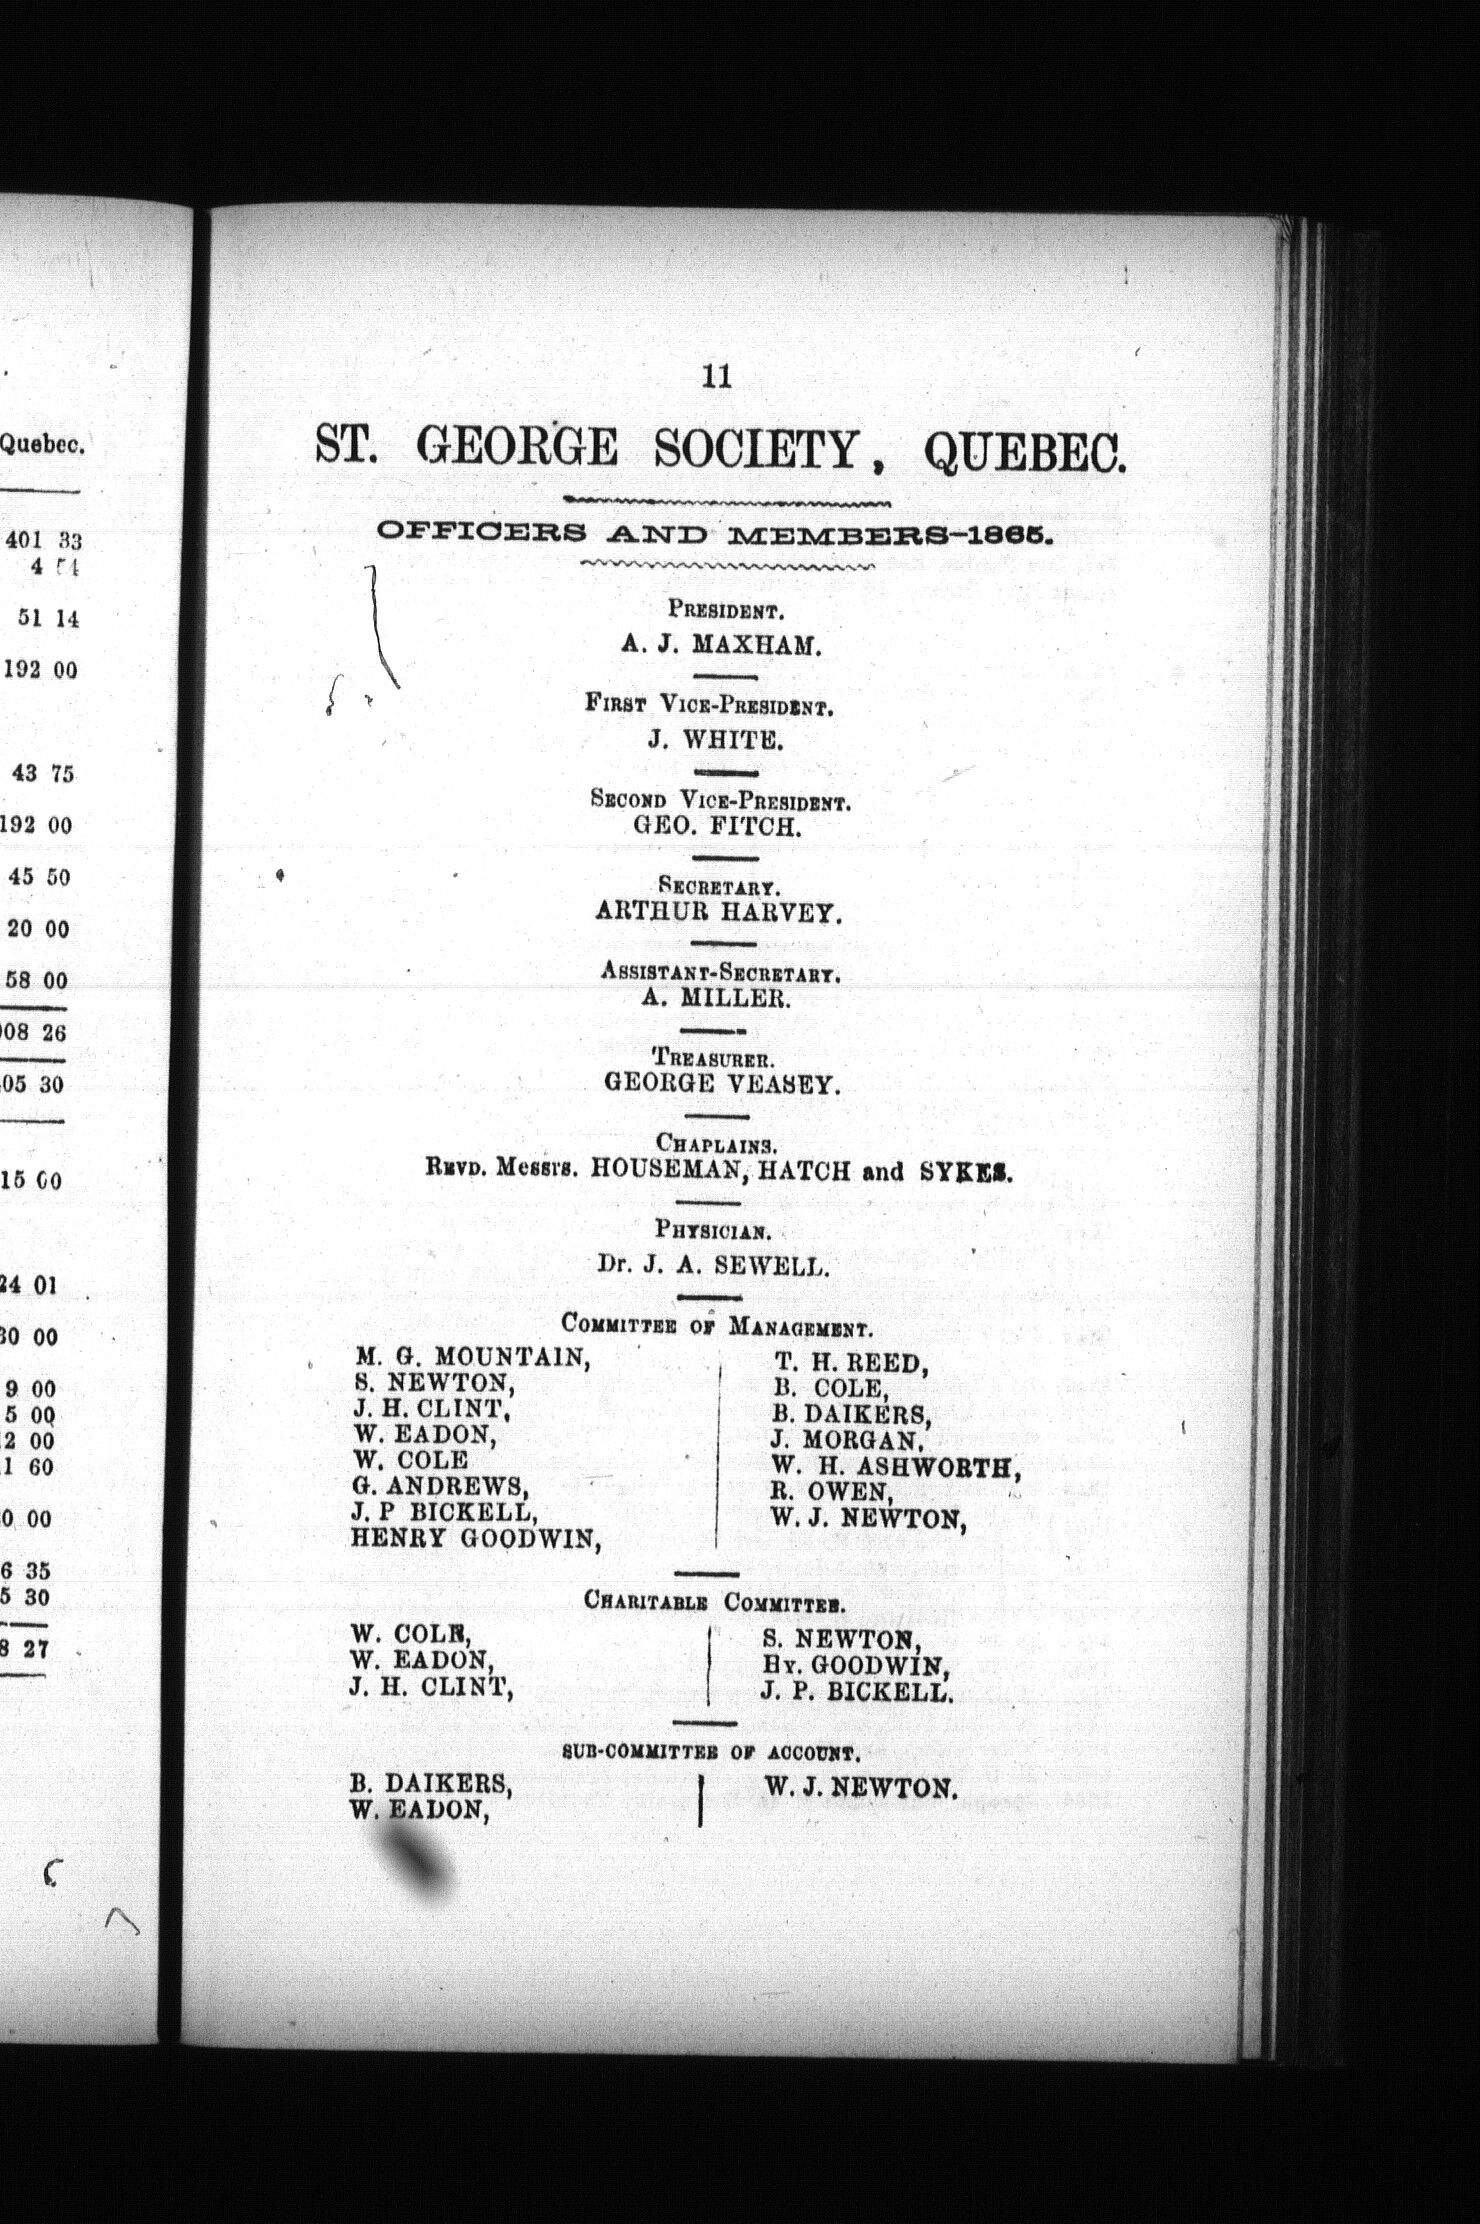 Quebec.
401 33
4 54
51 14
192 00
43 75
192 00
45 50
20 00
58 00
08 26
05 30
15 00
24 01
30 00
9 00
5 00
2 00
1 60
0 00
6 35
5 30
8 27
11
ST. GEORGE SOCIETY, QUEBEC.
OFFICERS AND MEMBERS-1865.
PRESIDENT.
A. J. MAXHAM.
FIRST VICE-PRESIDENT.
J. WHITE.
SECOND VICE-PRESIDENT.
GEO. FITCH.
SECRETARY.
ARTHUR HARVEY.
ASSISTANT-SECRETARY.
A. MILLER.
TREASURER.
GEORGE VEASEY.
CHAPLAINS.
REVD. Messrs. HOUSEMAN, HATCH and SYKES.
PHYSICIAN.
Dr. J. A. SEWELL.
COMMITTEE OF MANAGEMENT.
M. G. MOUNTAIN,
S. NEWTON,
J. H. CLINT,
W. EADON,
W. COLE
G. ANDREWS,
J. P BICKELL,
HENRY GOODWIN,
T. H. REED,
B. COLE,
B. DAIKERS,
J. MORGAN,
W. H. ASHWORTH,
R. OWEN,
W. J. NEWTON,
CHARITABLE COMMITTEE.
W. COLE,
W. EADON,
J. H. CLINT,
S. NEWTON,
HY. GOODWIN,
J. P. BICKELL.
SUB-COMMITTEE OF ACCOUNT.
B. DAIKERS,
W. EADON,
W. J. NEWTON.